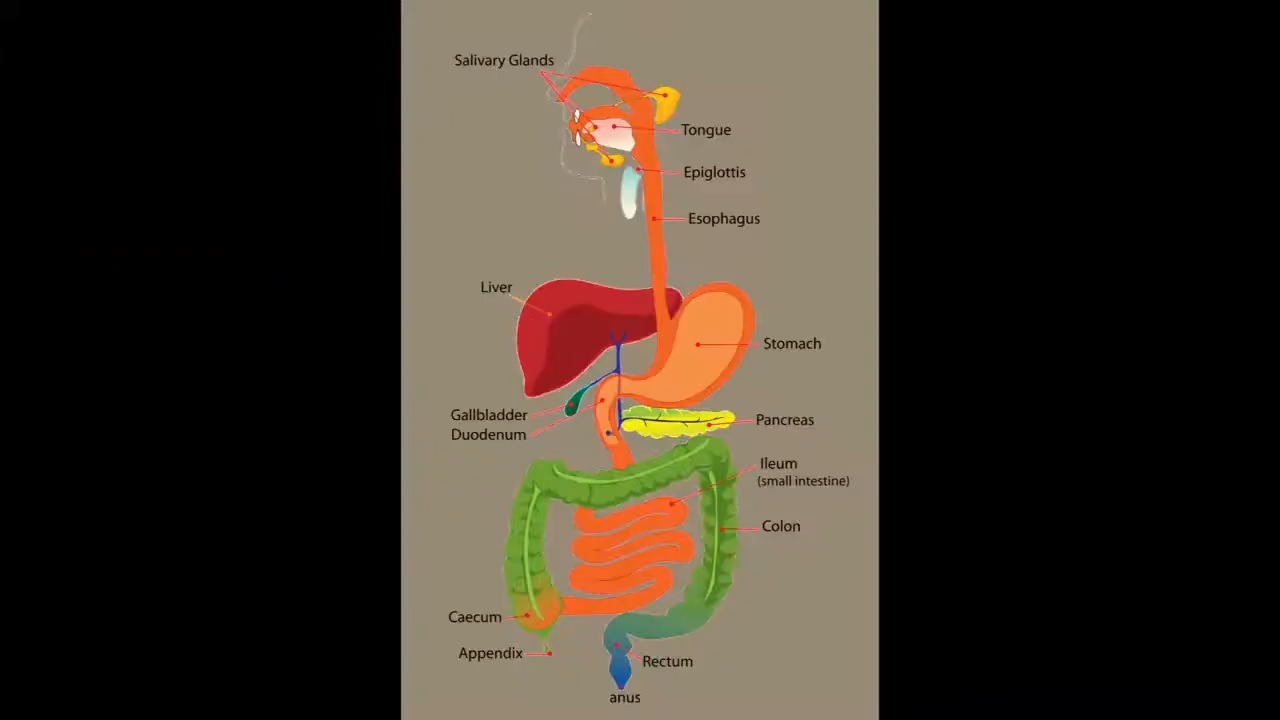 Salivary Glands
Tongue
Epiglottis
Esophagus
Liver
Stomach
Gallbladder
Duodenum
Pancreas
Ileum
(small intestine)
Colon
Caecum
Appendix
Rectum
anus